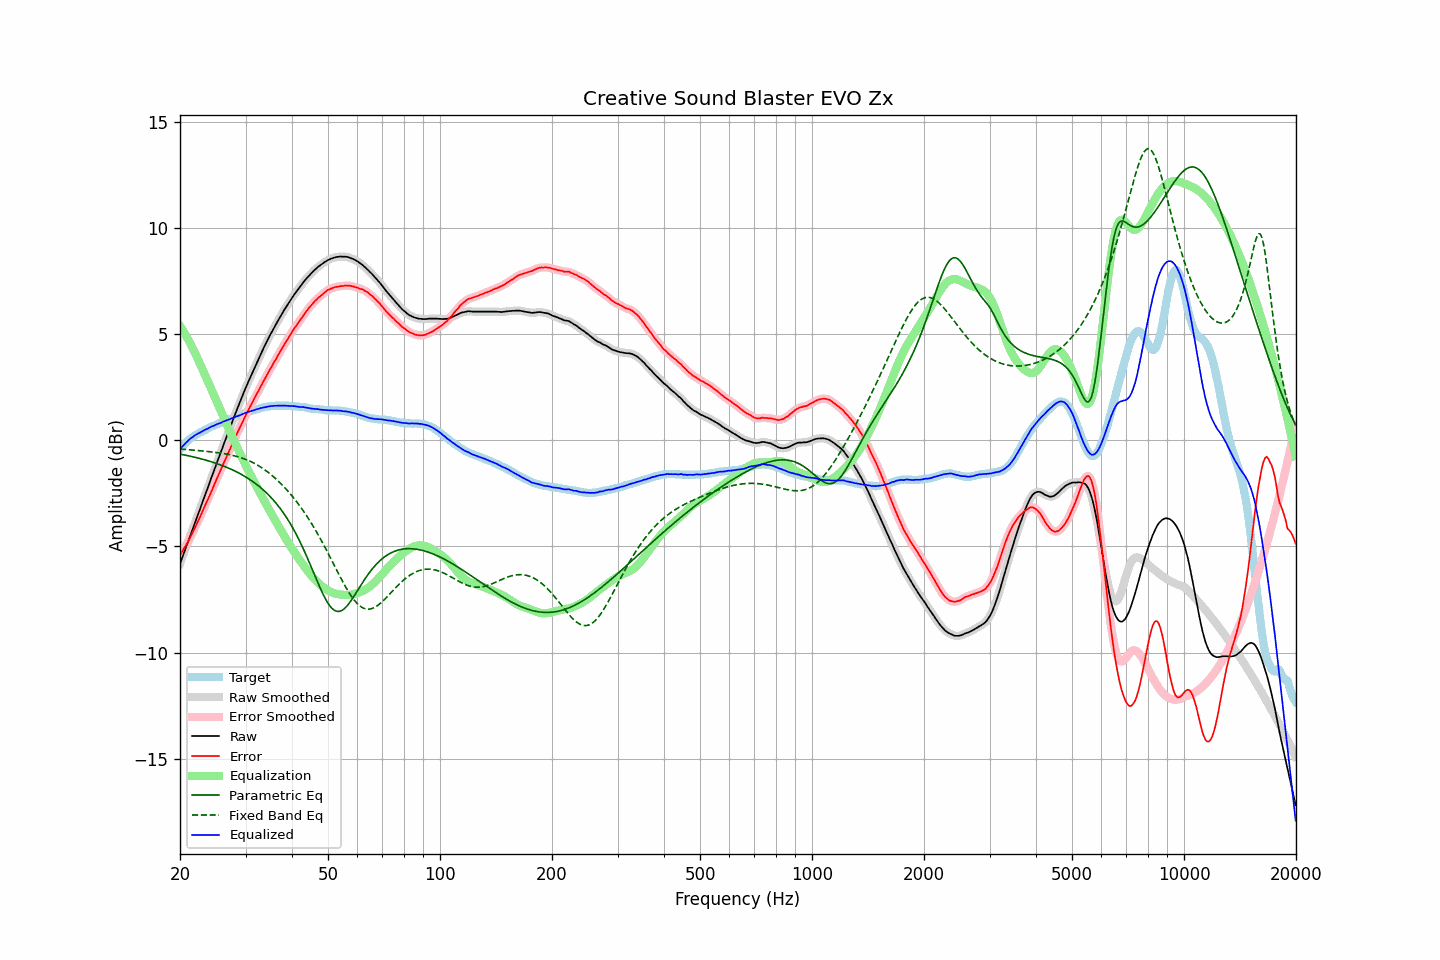 Creative Sound Blaster EVO Zx
15
10
5
0
−5
−10
−15
Amplitude (dBr)
Target
Raw Smoothed
Error Smoothed
Raw
Error
Equalization
Parametric Eq
Fixed Band Eq
Equalized
20 50 100 200 500 1000 2000 5000 10000 20000
Frequency (Hz)